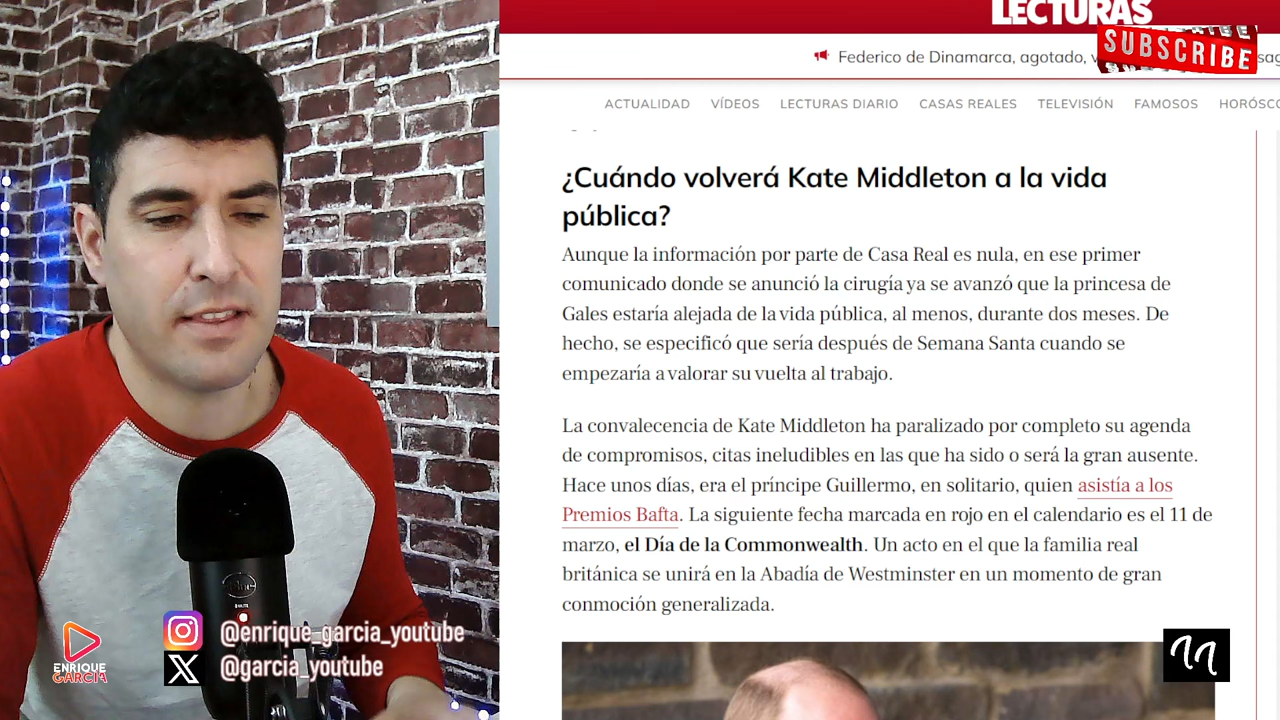 LECTURAS
Federico de Dinamarca, agotado, v
SUBSCRIBE
ACTUALIDAD VÍDEOS LECTURAS DIARIO CASAS REALES TELEVISIÓN FAMOSOS HORÓSCO
¿Cuándo volverá Kate Middleton a la vida
pública?
Aunque la información por parte de Casa Real es nula, en ese primer
comunicado donde se anunció la cirugía ya se avanzó que la princesa de
Gales estaría alejada de la vida pública, al menos, durante dos meses. De
hecho, se especificó que sería después de Semana Santa cuando se
empezaría a valorar su vuelta al trabajo.
La convalecencia de Kate Middleton ha paralizado por completo su agenda
de compromisos, citas ineludibles en las que ha sido o será la gran ausente.
Hace unos días, era el príncipe Guillermo, en solitario, quien asistía a los
Premios Bafta. La siguiente fecha marcada en rojo en el calendario es el 11 de
marzo, el Día de la Commonwealth. Un acto en el que la familia real
británica se unirá en la Abadía de Westminster en un momento de gran
conmoción generalizada.
@enrique_garcia_youtube
@garcia_youtube
ENRIQUE
GARCIA